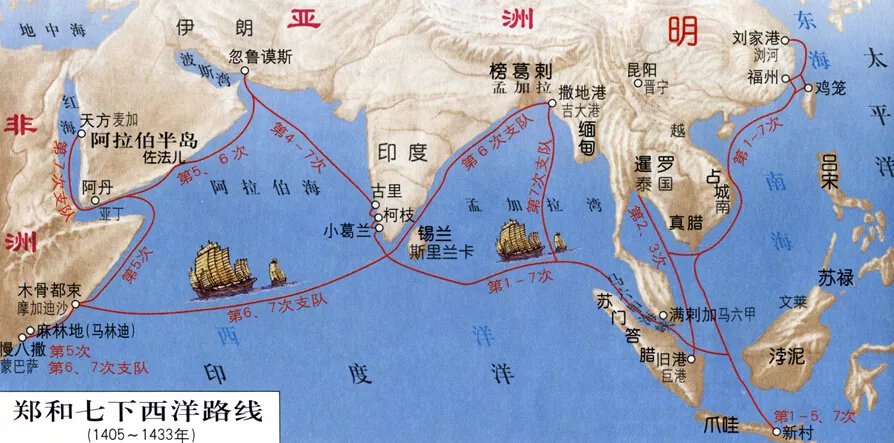 地中海
伊朗
亚洲
明
东海
太平洋
刘家港
浏河
忽鲁谟斯
波斯湾
榜葛剌
孟加拉
昆阳
晋宁
福州
撒地港
吉大港
鸡笼
非洲
红海
天方麦加
阿拉伯半岛
佐法儿
第5、6次
第4~7次
印度
第6次支队
缅甸
越南
第1~7次
第7次支队
阿丹
亚丁
阿拉伯海
古里
柯枝
小葛兰
孟加拉湾
第7次支队
暹罗
泰国
占城
吕宋
南海
真腊
锡兰
斯里兰卡
第2、3次
第5次
第1~7次
木骨都束
摩加迪沙
第6、7次支队
苏门答腊
马六甲海峡
满剌加马六甲
文莱
苏禄
麻林地(马林迪)
慢八撒
第5次
蒙巴萨
第6、7次支队
西洋
印度洋
旧港
巨港
浡泥
爪哇
第1~5、7次
新村
郑和七下西洋路线
(1405~1433年)